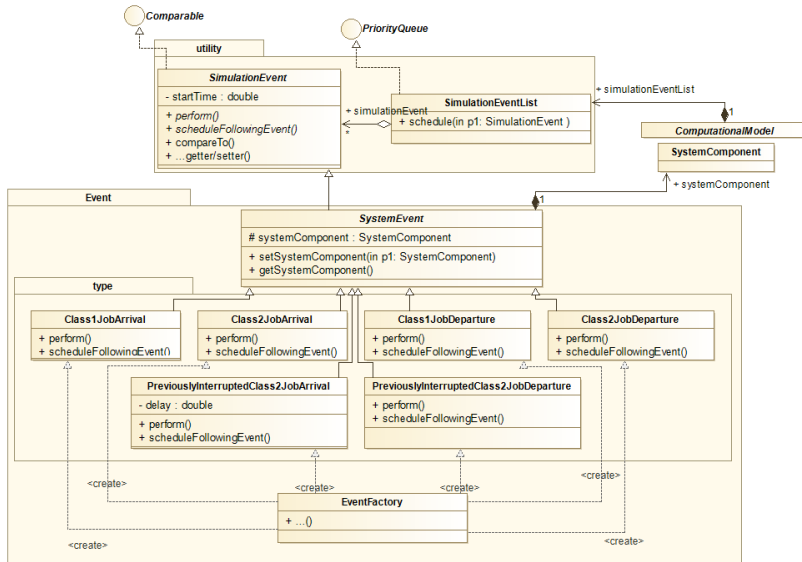 Comparable
PriorityQueue
utility
SimulationEvent
- startTime : double
+ perform()
+ scheduleFollowingEvent()
+ compareTo()
+ ...getter/setter()
+ simulationEvent
*
SimulationEventList
+ schedule(in p1: SimulationEvent )
+ simulationEventList
1
ComputationalModel
SystemComponent
+ systemComponent
1
Event
SystemEvent
# systemComponent : SystemComponent
+ setSystemComponent(in p1: SystemComponent)
+ getSystemComponent()
type
Class1JobArrival
+ perform()
+ scheduleFollowingEvent()
Class2JobArrival
+ perform()
+ scheduleFollowingEvent()
Class1JobDeparture
+ perform()
+ scheduleFollowingEvent()
Class2JobDeparture
+ perform()
+ scheduleFollowingEvent()
PreviouslyInterruptedClass2JobArrival
- delay : double
+ perform()
+ scheduleFollowingEvent()
PreviouslyInterruptedClass2JobDeparture
+ perform()
+ scheduleFollowingEvent()
<create>
<create>
<create>
<create>
EventFactory
+ ...()
<create>
<create>